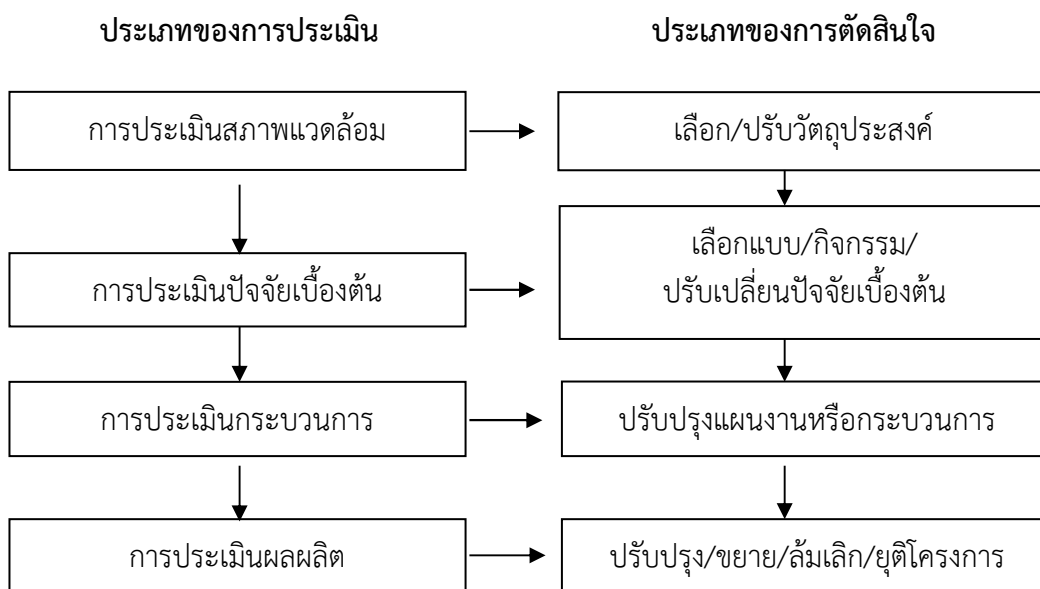 ประเภทของการประเมิน
ประเภทของการตัดสินใจ
การประเมินสภาพแวดล้อม
เลือก/ปรับวัตถุประสงค์
การประเมินปัจจัยเบื้องต้น
เลือกแบบ/กิจกรรม/
ปรับเปลี่ยนปัจจัยเบื้องต้น
การประเมินกระบวนการ
ปรับปรุงแผนงานหรือกระบวนการ
การประเมินผลผลิต
ปรับปรุง/ขยาย/ล้มเลิก/ยุติโครงการ